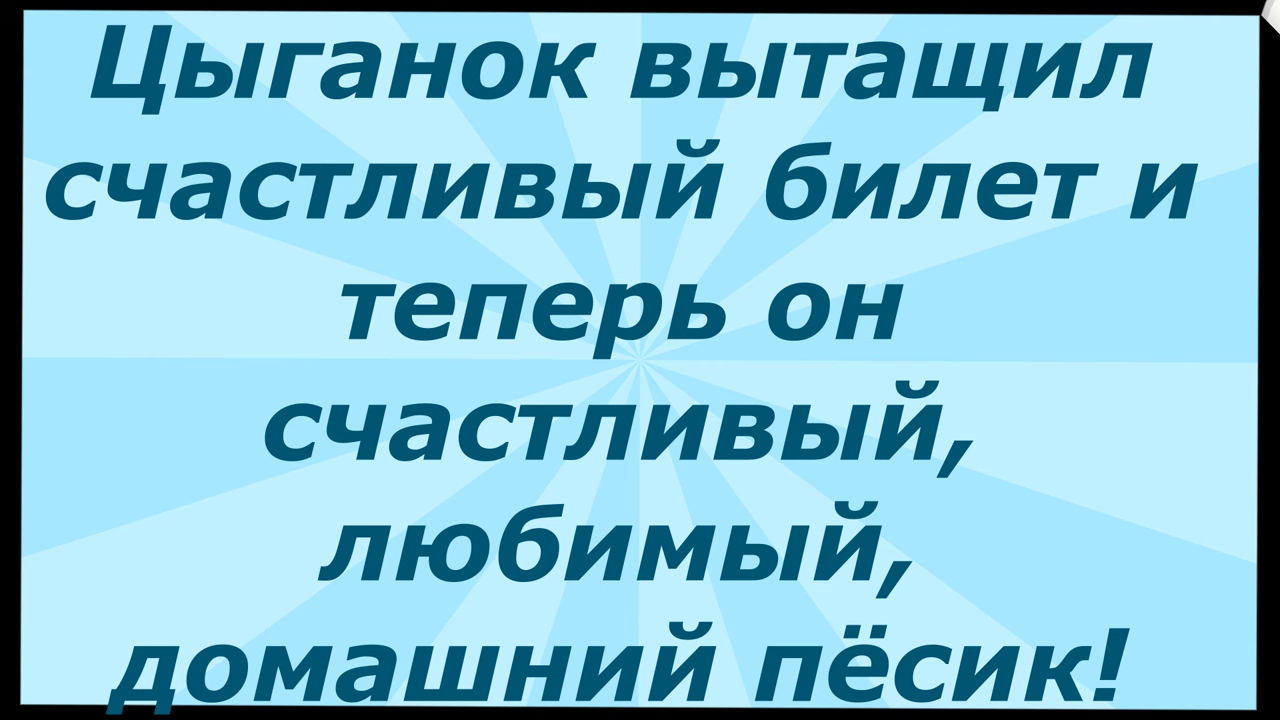 Цыганок вытащил
счастливый билет и
теперь он
счастливый,
любимый,
домашний пёсик!